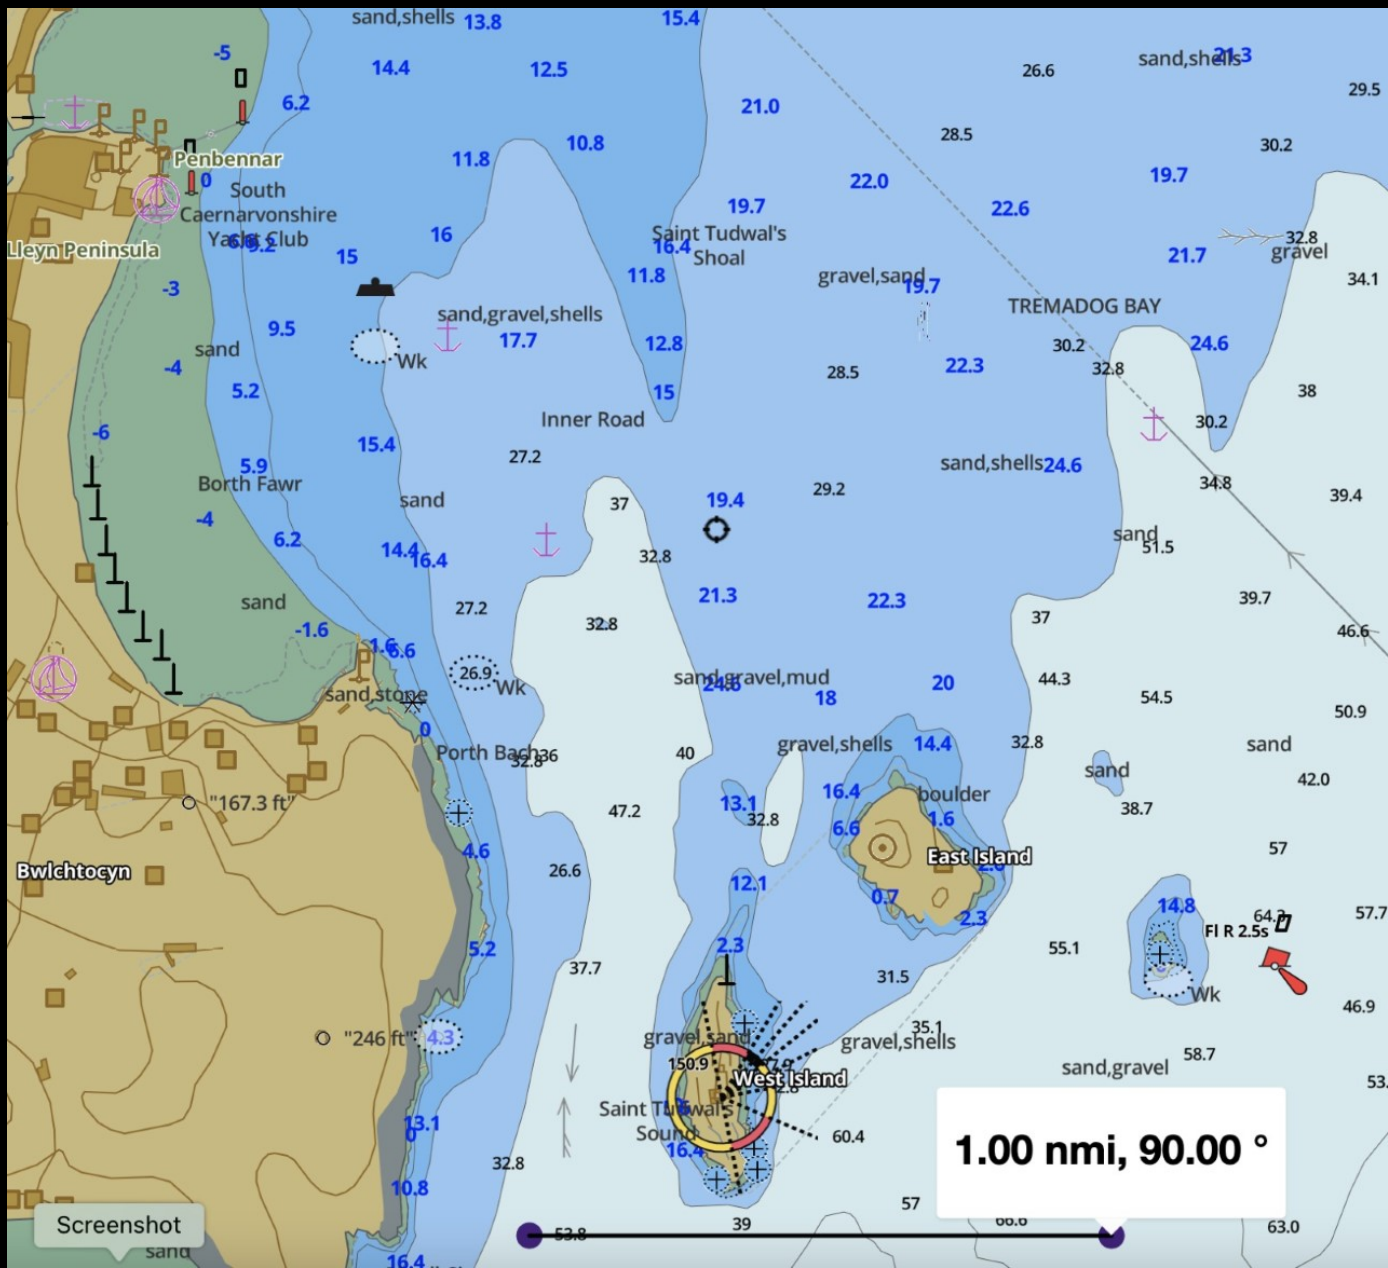 sand,shells 13.8
15.4
-5
14.4
12.5
sand,shells
21.3
26.6
29.5
6.2
21.0
28.5
10.8
30.2
Penbennar
11.8
0
South
Caernarvonshire
Yacht Club
22.0
19.7
19.7
22.6
Lleyn Peninsula
9.2
16
15
Saint Tudwal's
Shoal
16.4
32.8
gravel
21.7
11.8
gravel,sand
19.7
34.1
-3
TREMADOG BAY
sand,gravel,shells
17.7
9.5
sand
12.8
30.2
24.6
Wk
-4
28.5
22.3
32.8
5.2
15
38
Inner Road
30.2
-6
15.4
27.2
5.9
sand,shells 24.6
Borth Fawr
34.8
29.2
39.4
sand
37
19.4
-4
6.2
14.4
16.4
32.8
sand
51.5
21.3
22.3
39.7
sand
27.2
32.8
37
46.6
-1.6
1.6
6.6
26.9
Wk
sand,gravel,mud
24.6
20
44.3
sand,stone
18
54.5
50.9
0
Porth Bach
32.8
36
40
gravel,shells
14.4
32.8
sand
sand
42.0
16.4
boulder
"167.3 ft"
13.1
32.8
38.7
47.2
6.6
1.6
4.6
East Island
57
Bwlchtocyn
26.6
12.1
2.6
0.7
14.8
64.2
57.7
2.3
Fl R 2.5s
5.2
2.3
55.1
37.7
31.5
Wk
46.9
"246 ft"
4.3
gravel,sand
35.1
gravel,shells
58.7
150.9
sand,gravel
West Island
2.8
53.
Saint Tudwal's
Sound
13.1
0
16.4
60.4
1.00 nmi, 90.00 °
32.8
10.8
57
Screenshot
39
66.6
63.0
53.8
sand
16.4